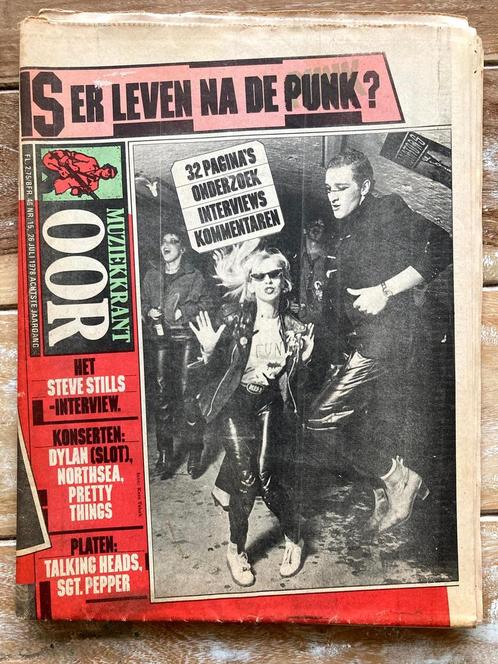 IS ER LEVEN NA DE PUNK?
32 PAGINA'S
ONDERZOEK
INTERVIEWS
KOMMENTAREN
FL. 2,75/BFR. 46 NR. 15, 26 JULI 1978 ACHTSTE JAARGANG
MUZIEKKRANT
OOR
HET
STEVE STILLS
-INTERVIEW.
KONSERTEN:
DYLAN (SLOT),
NORTHSEA,
PRETTY
THINGS
PLATEN:
TALKING HEADS,
SGT. PEPPER